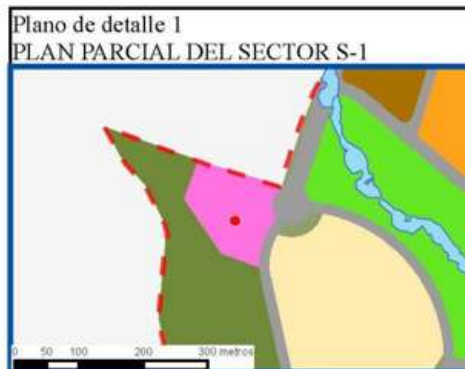 Plano de detalle 1
PLAN PARCIAL DEL SECTOR S-1
0 50 100 200 300 metros